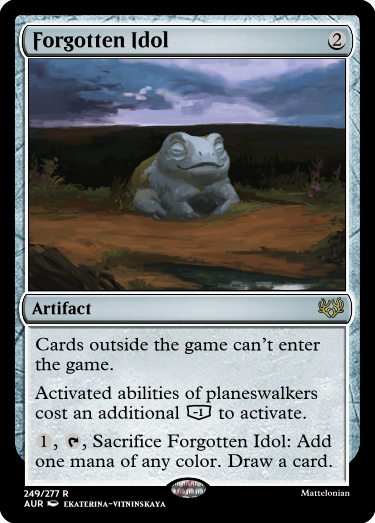 Forgotten Idol 2
Artifact
Cards outside the game can't enter
the game.
Activated abilities of planeswalkers
cost an additional -1 to activate.
1, , Sacrifice Forgotten Idol: Add
one mana of any color. Draw a card.
249/277 R
Mattelonian
AUR EKATERINA-VITNINSKAYA